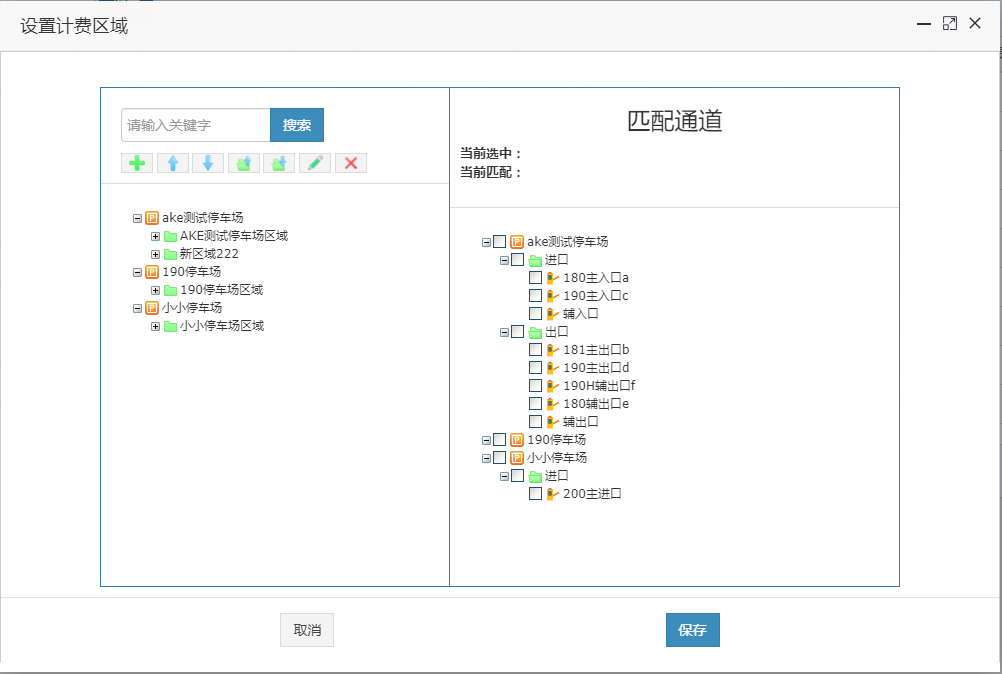 设置计费区域
请输入关键字 搜索
ake测试停车场
AKE测试停车场区域
新区域222
190停车场
190停车场区域
小小停车场
小小停车场区域
匹配通道
当前选中：
当前匹配：
ake测试停车场
进口
180主入口a
190主入口c
辅入口
出口
181主出口b
190主出口d
190H辅出口f
180辅出口e
辅出口
190停车场
小小停车场
进口
200主进口
取消 保存